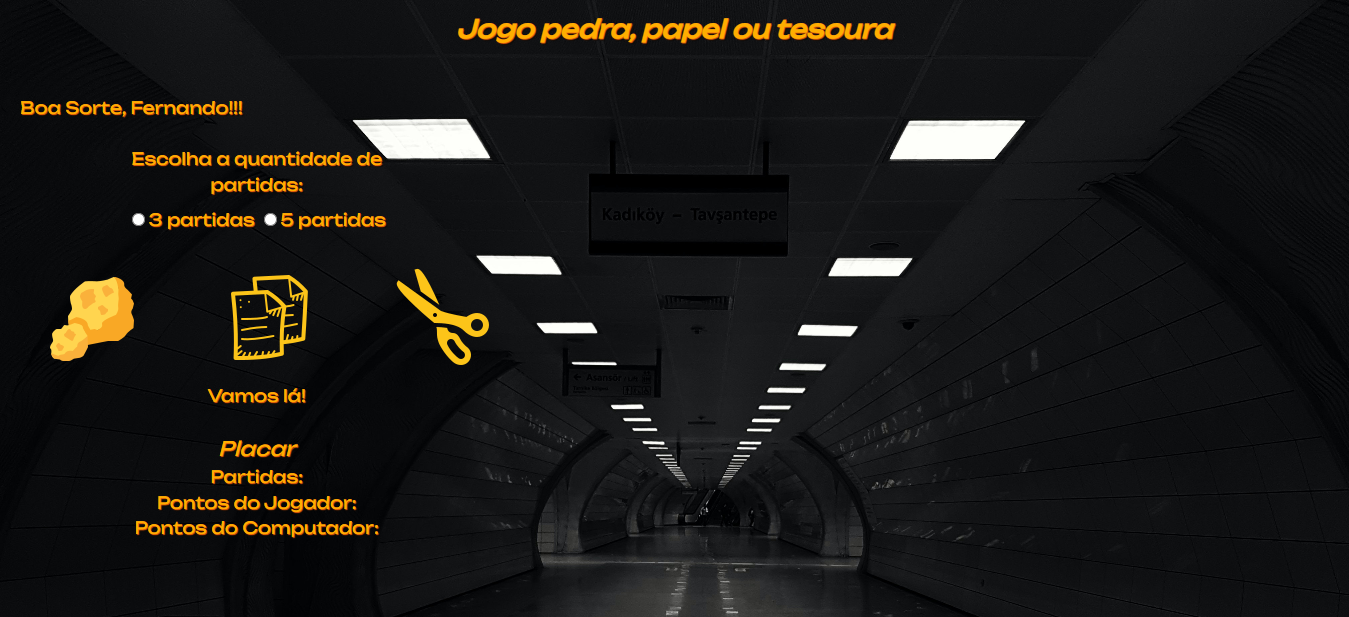 Jogo pedra, papel ou tesoura
Boa Sorte, Fernando!!!
Escolha a quantidade de
partidas:
3 partidas 5 partidas
Kadıköy – Tavşantepe
Asansör
Vamos lá!
Placar
Partidas:
Pontos do Jogador:
Pontos do Computador: